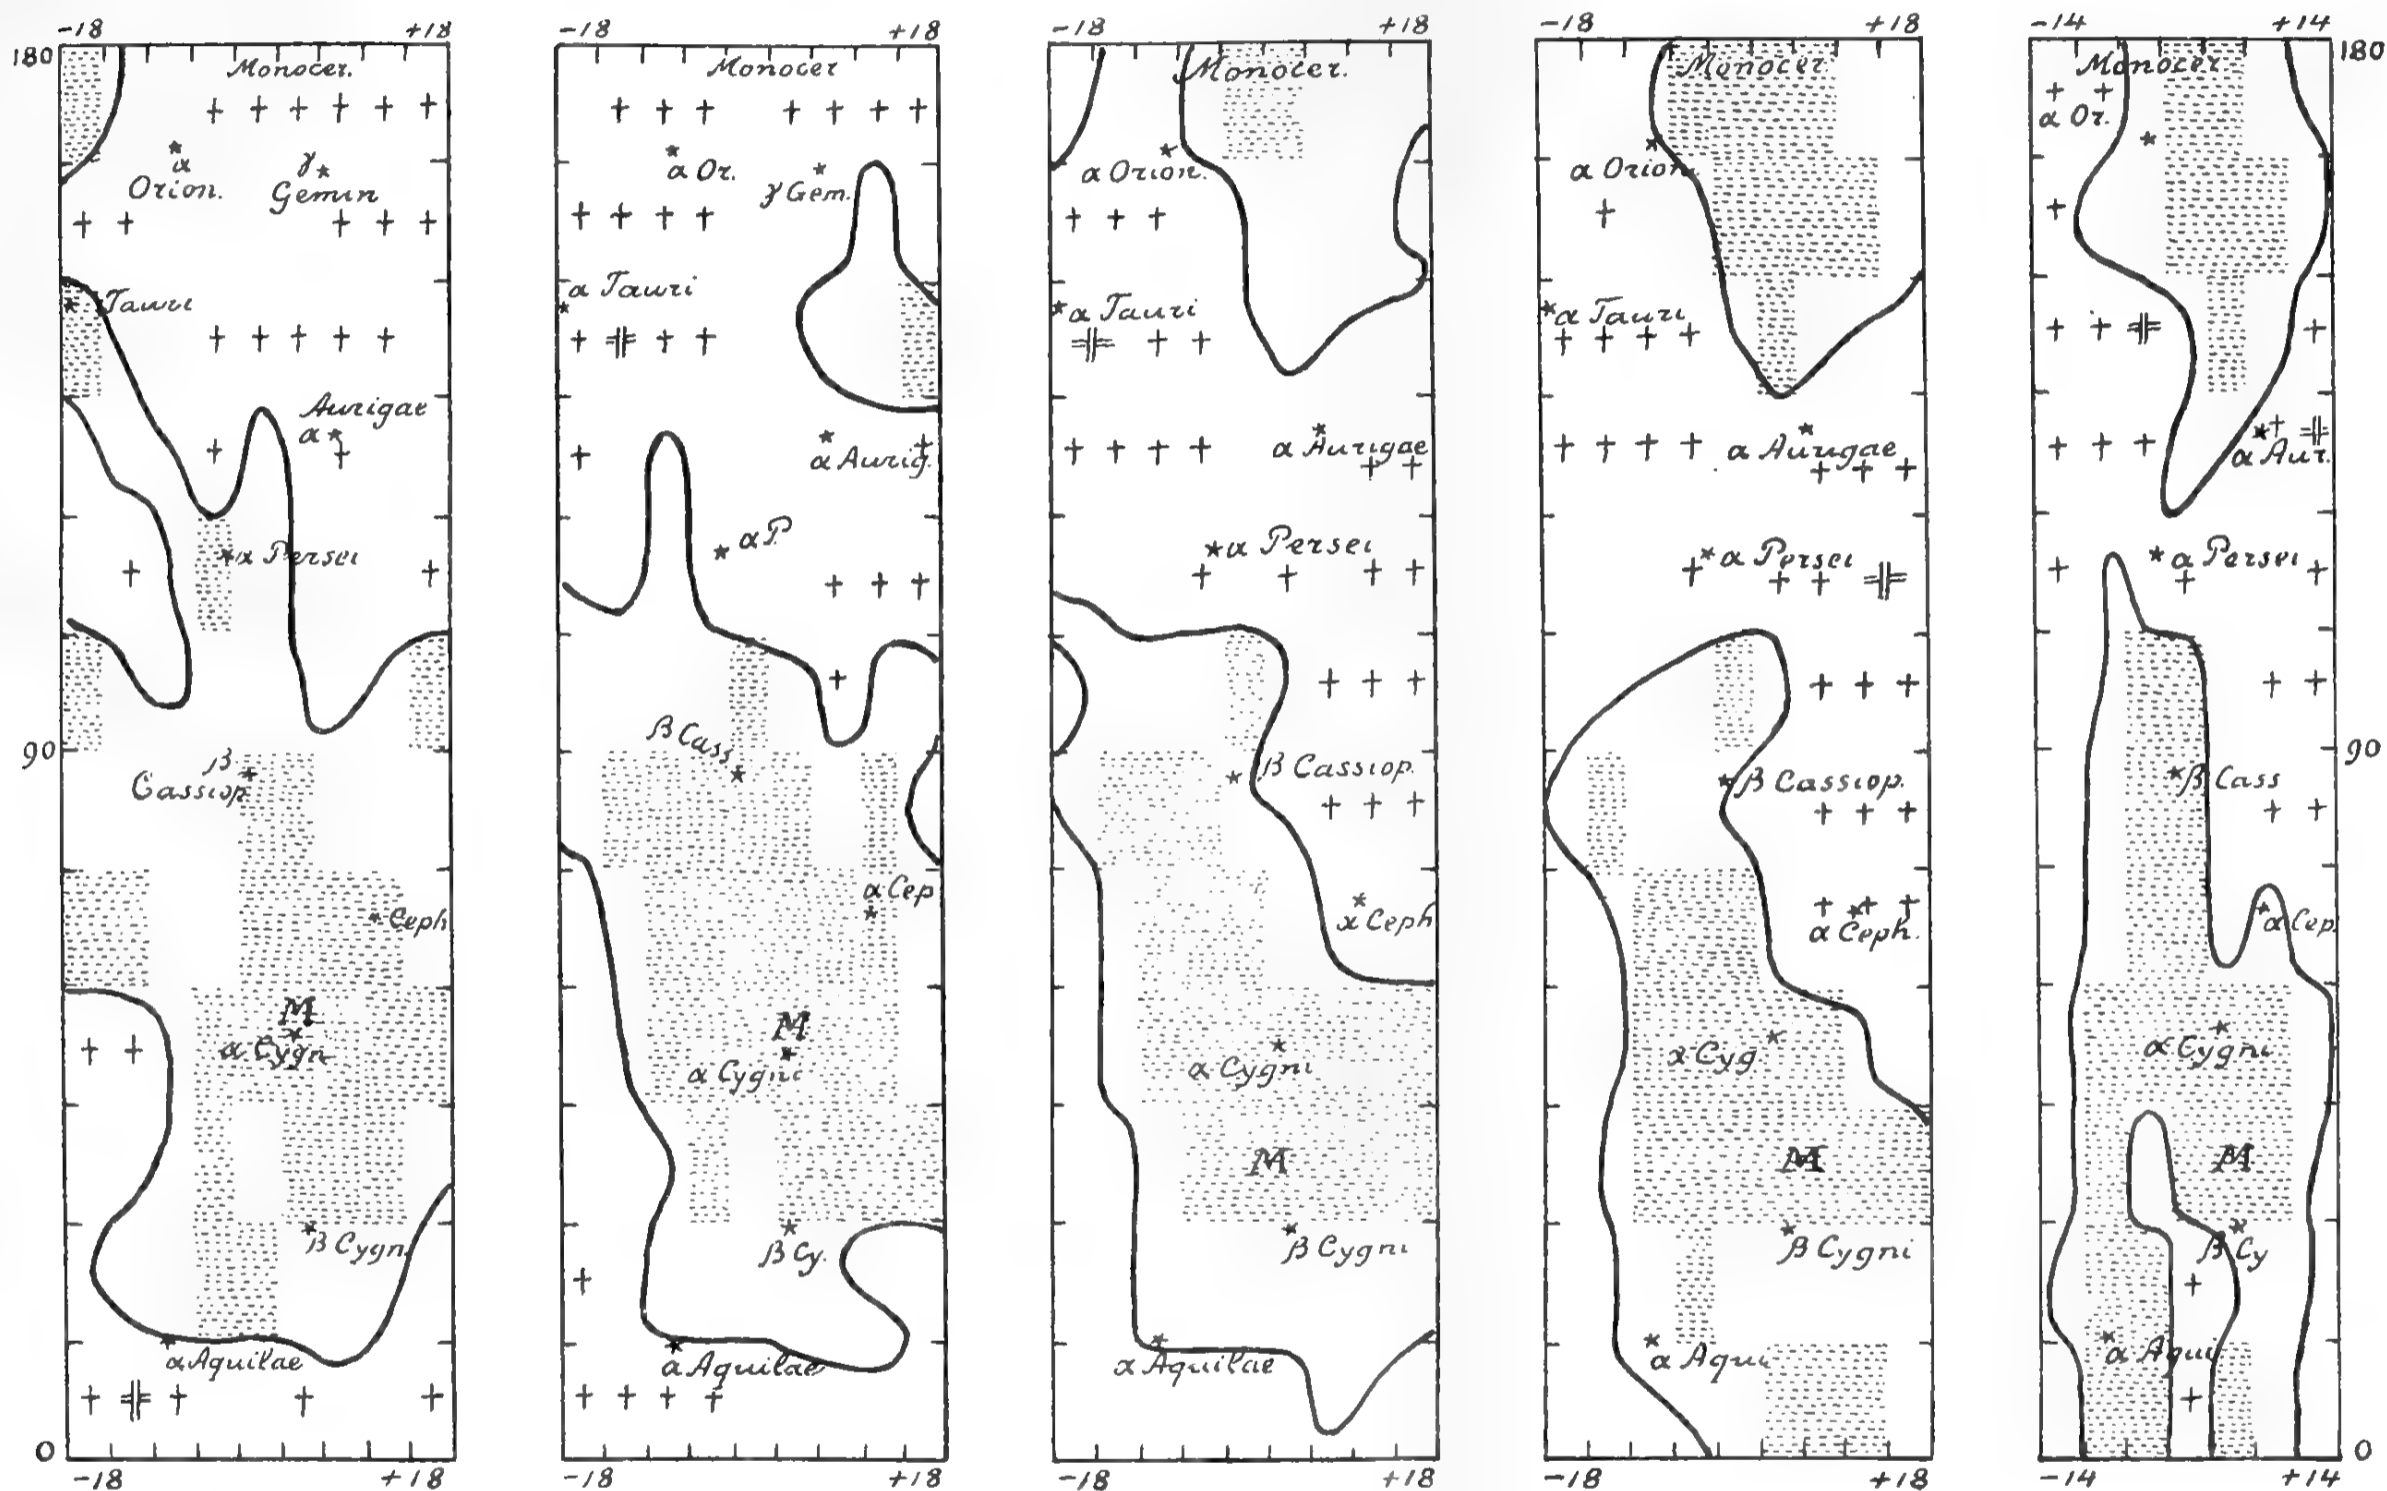 -18 +18
180
Monocer.
α
Orion.
γ
Gemin
Tauri
Aurigae
α
α Persei
90
β
Cassiop
Ceph
M
α Cygn
β Cygn.
α Aquilae
0
-18 +18
-18 +18
Monocer
α Or.
γ Gem.
α Tauri
α Aurig.
α P
β Cass
α Cep
M
α Cygni
β Cy.
α Aquilae
-18 +18
-18 +18
Monocer.
α Orion.
α Tauri
α Aurigae
α Persei
β Cassiop.
α Ceph
α Cygni
M
β Cygni
α Aquilae
-18 +18
-18 +18
Monocer
α Orion.
α Tauri
α Aurigae
α Persei
β Cassiop.
α Ceph.
α Cyg
M
β Cygni
α Aqui
-18 +18
-14 +14
180
Monocer
α Or.
α Aur.
α Persei
90
β Cass
α Cep
α Cygni
M
β Cy
α Aqui
0
-14 +14